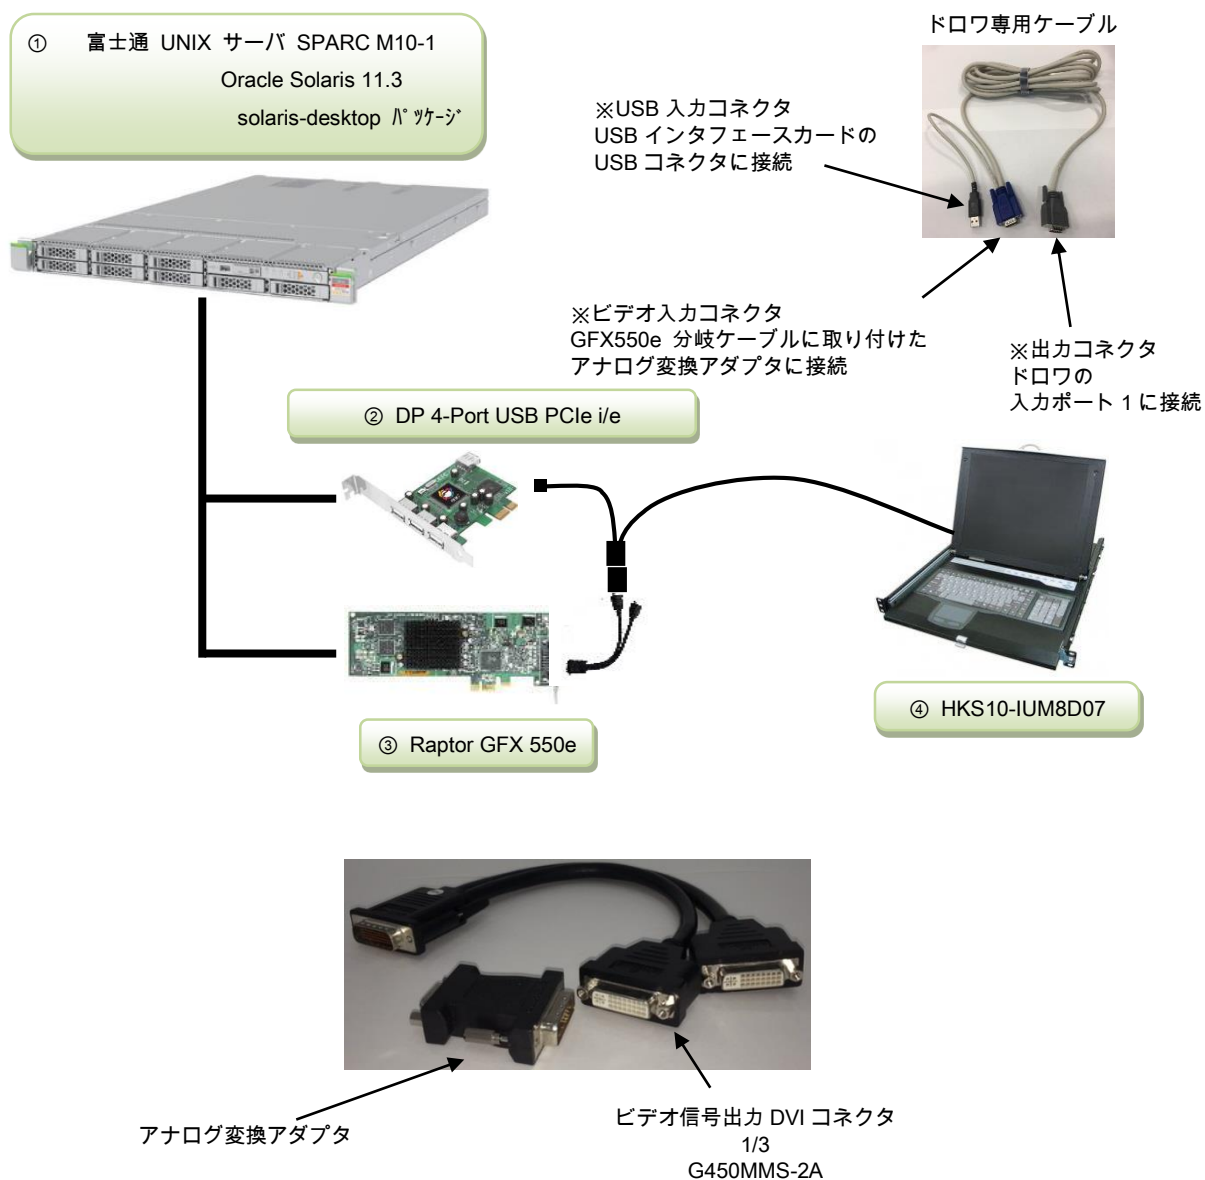 ① 富士通 UNIX サーバ SPARC M10-1
Oracle Solaris 11.3
solaris-desktop ﾊﾟｯｹｰｼﾞ
ドロワ専用ケーブル
※USB 入力コネクタ
USB インタフェースカードの
USB コネクタに接続
※ビデオ入力コネクタ
GFX550e 分岐ケーブルに取り付けた
アナログ変換アダプタに接続
※出力コネクタ
ドロワの
入力ポート 1 に接続
② DP 4-Port USB PCIe i/e
③ Raptor GFX 550e
④ HKS10-IUM8D07
アナログ変換アダプタ
ビデオ信号出力 DVI コネクタ
1/3
G450MMS-2A